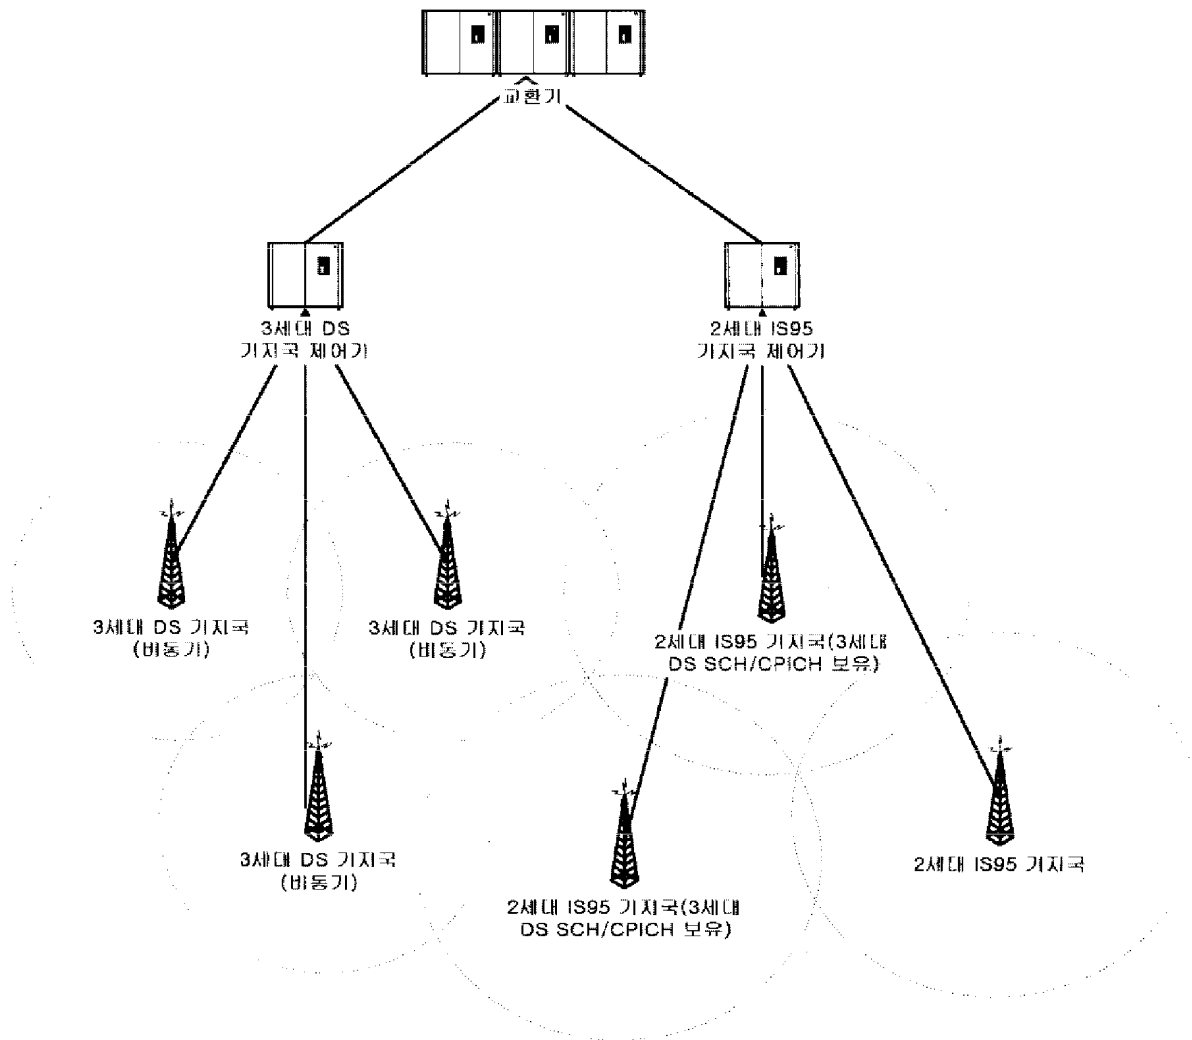 교환기
3세대 DS
기지국 제어기
2세대 IS95
기지국 제어기
3세대 DS 기지국
(비동기)
3세대 DS 기지국
(비동기)
2세대 IS95 기지국(3세대
DS SCH/CPICH 보유)
3세대 DS 기지국
(비동기)
2세대 IS95 기지국(3세대
DS SCH/CPICH 보유)
2세대 IS95 기지국